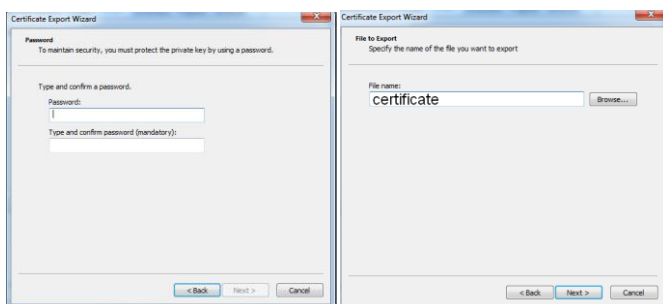 Certificate Export Wizard
Password
To maintain security, you must protect the private key by using a password.
Type and confirm a password.
Password:
Type and confirm password (mandatory):
< Back
Next >
Cancel
Certificate Export Wizard
File to Export
Specify the name of the file you want to export
File name:
certificate
Browse...
< Back
Next >
Cancel